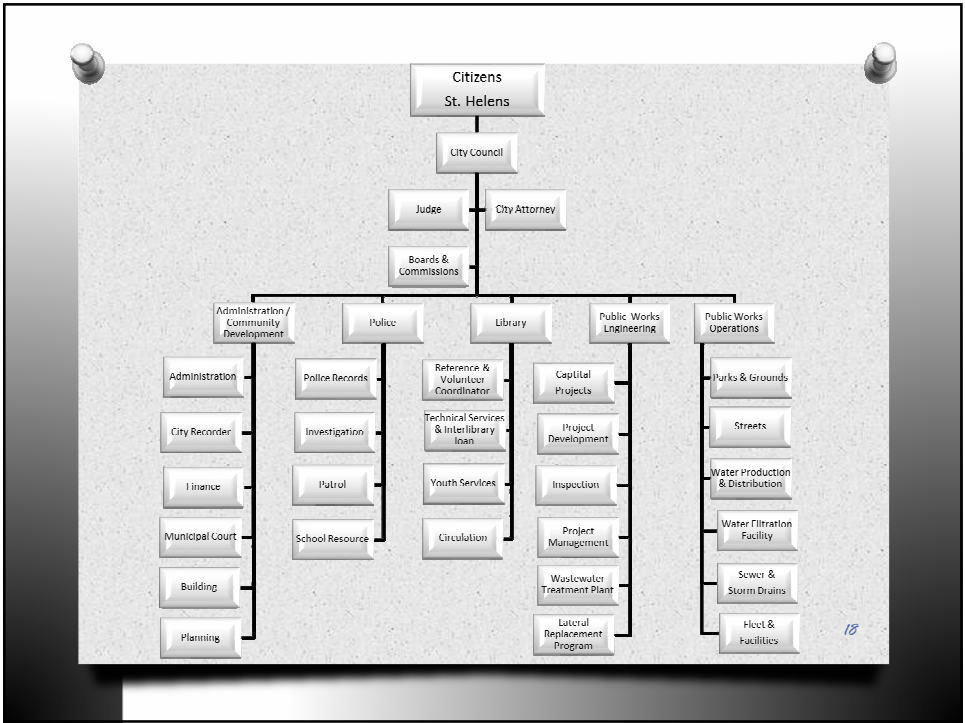 Citizens
St. Helens
City Council
Judge
City Attorney
Boards &
Commissions
Administration /
Community
Development
Police
Library
Public Works
Engineering
Public Works
Operations
Administration
City Recorder
Finance
Municipal Court
Building
Planning
Police Records
Investigation
Patrol
School Resource
Reference &
Volunteer
Coordinator
Technical Services
& Interlibrary
loan
Youth Services
Circulation
Captital
Projects
Project
Development
Inspection
Project
Management
Wastewater
Treatment Plant
Lateral
Replacement
Program
Parks & Grounds
Streets
Water Production
& Distribution
Water Filtration
Facility
Sewer &
Storm Drains
Fleet &
Facilities
18